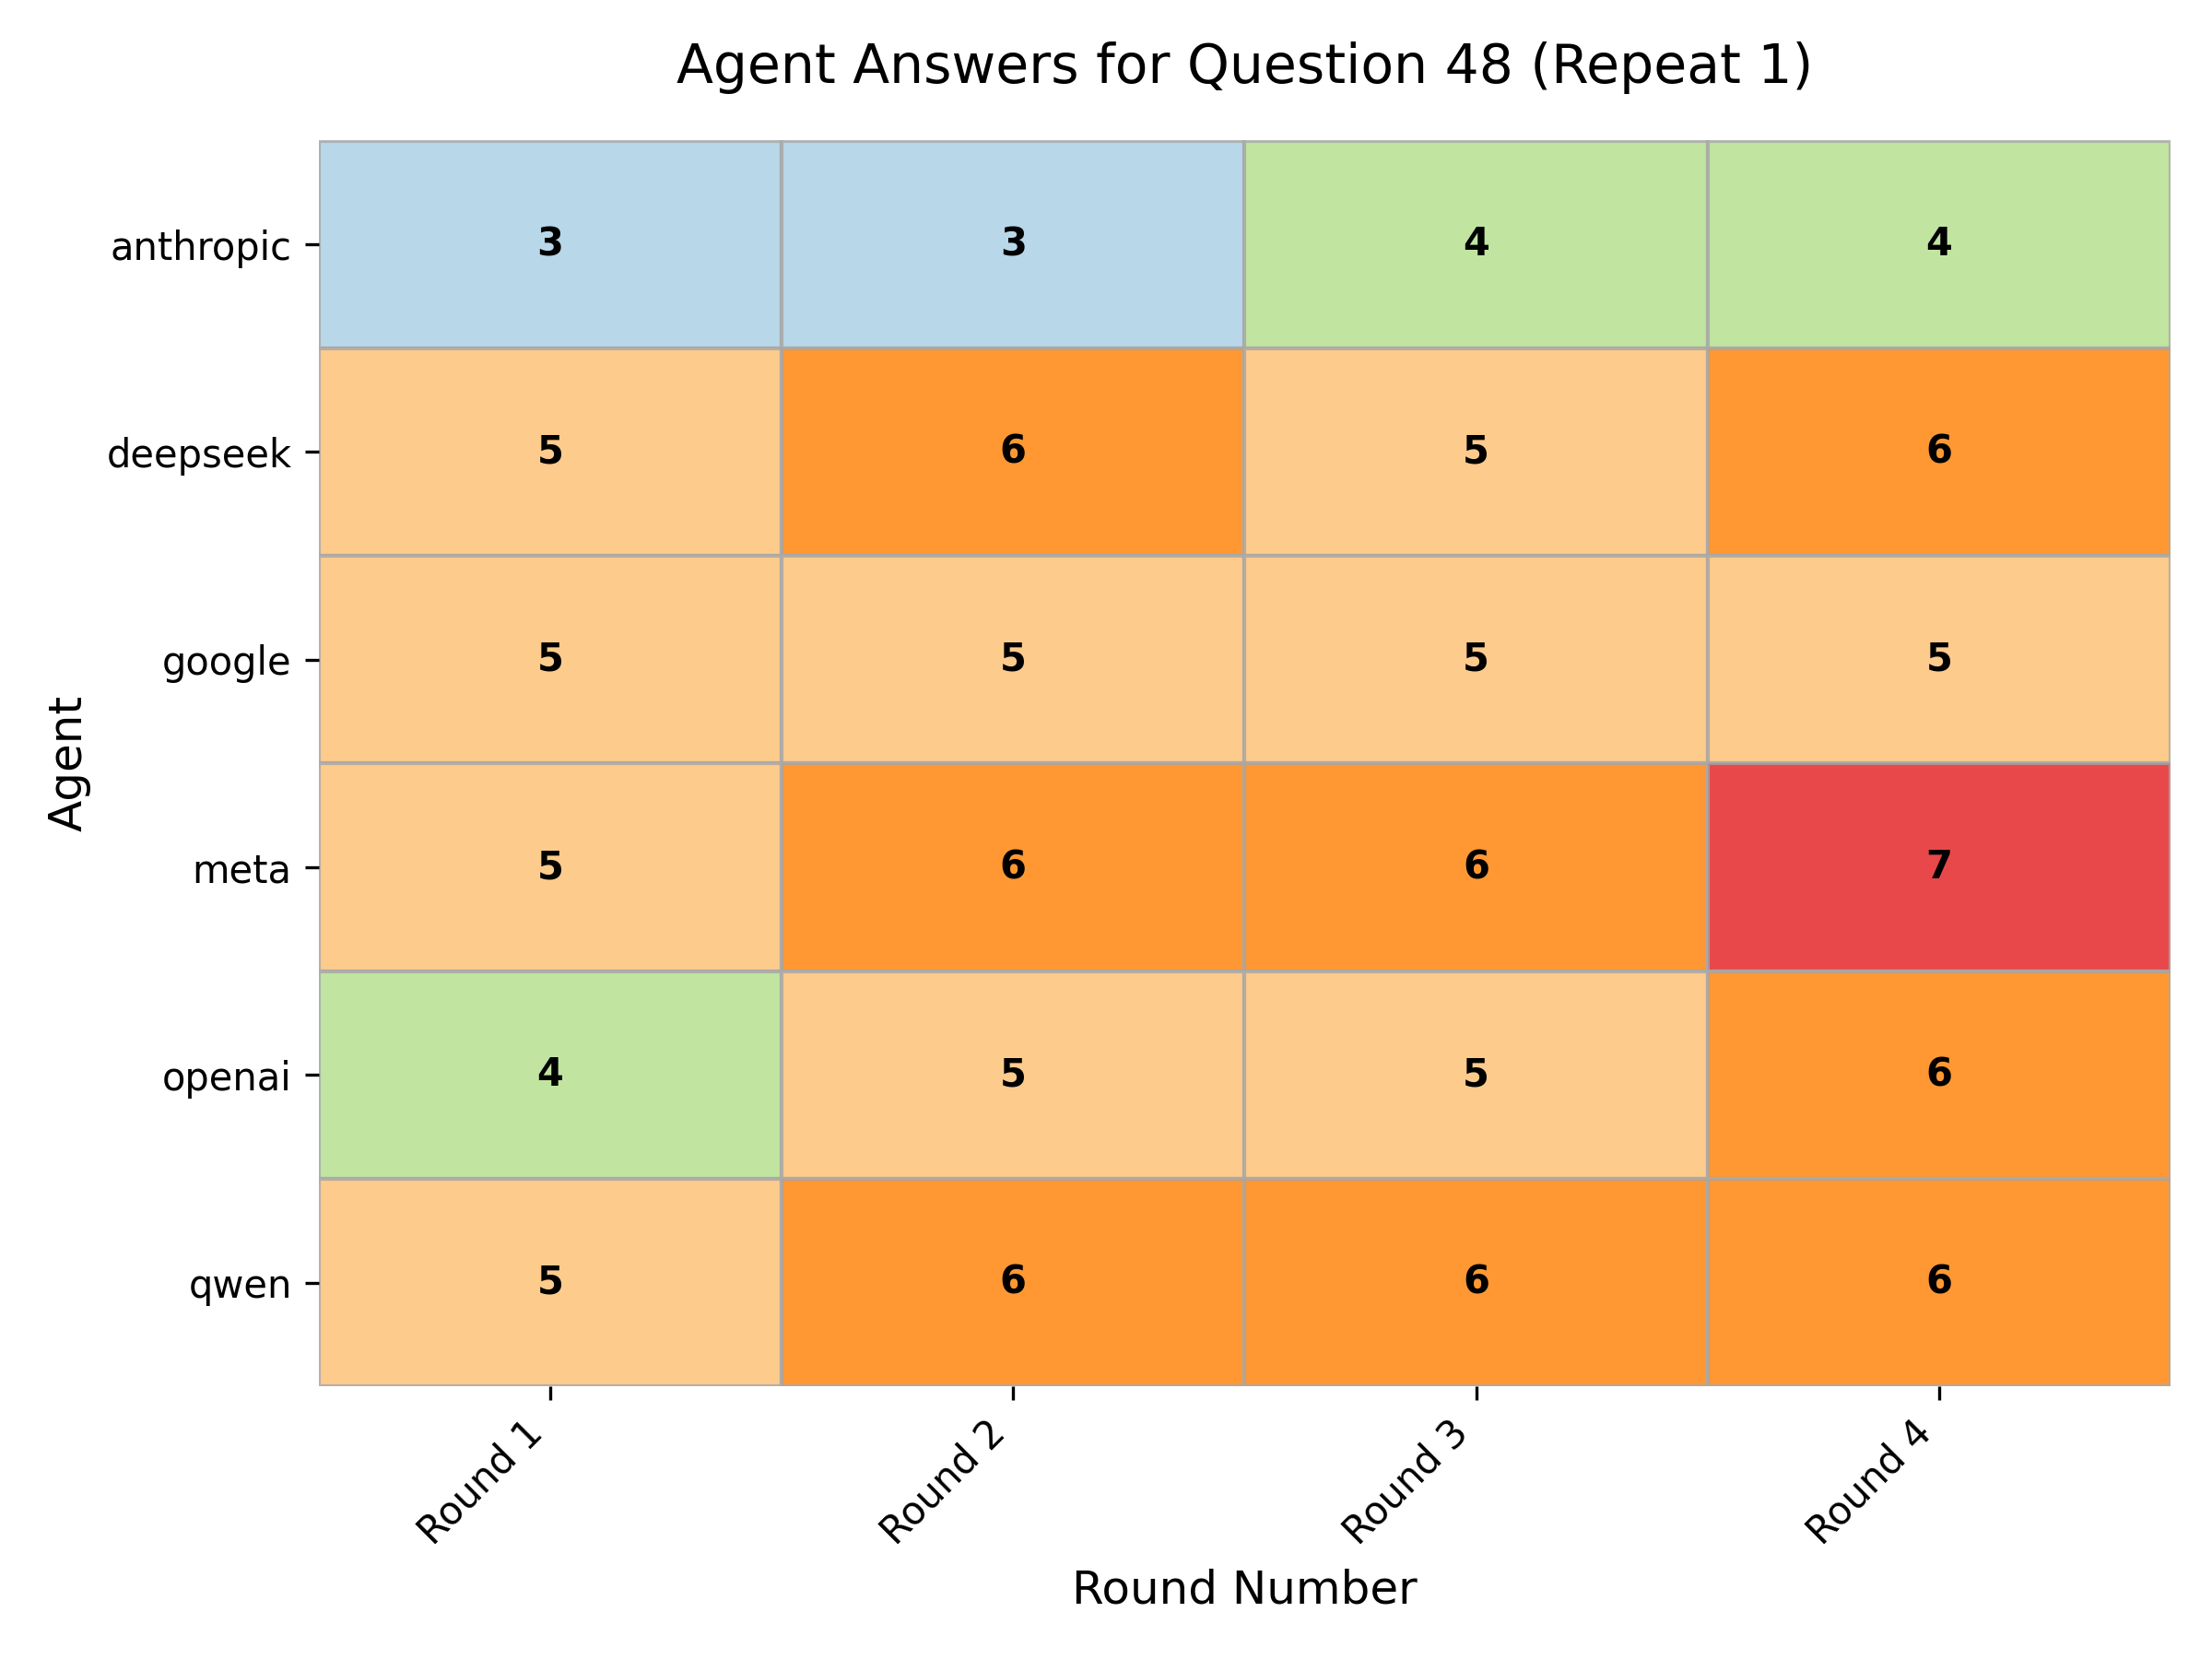 Agent Answers for Question 48 (Repeat 1)
Agent
anthropic 3 3 4 4
deepseek 5 6 5 6
google 5 5 5 5
meta 5 6 6 7
openai 4 5 5 6
qwen 5 6 6 6
Round 1 Round 2 Round 3 Round 4
Round Number